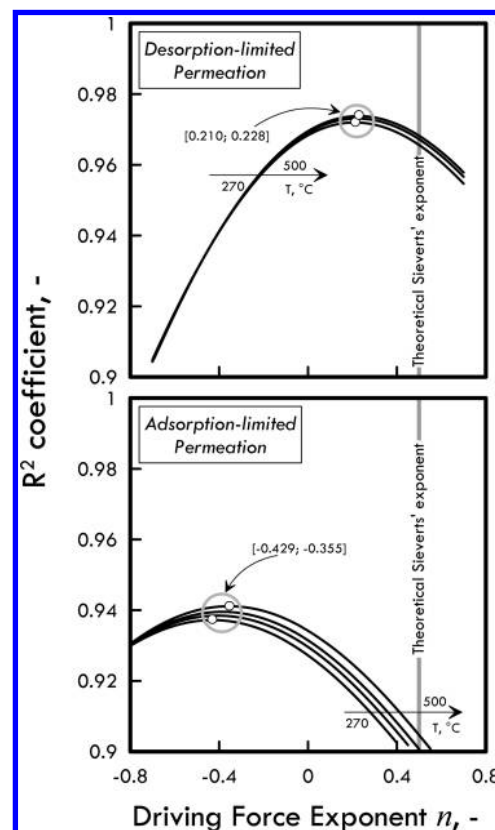 1
Desorption-limited
Permeation
0.98
[0.210; 0.228]
0.96
500
270
T, °C
0.94
0.92
0.9
Theoretical Sieverts' exponent
R² coefficient, -
1
Adsorption-limited
Permeation
0.98
0.96
[-0.429; -0.355]
0.94
0.92
500
270
T, °C
0.9
Theoretical Sieverts' exponent
-0.8 -0.4 0 0.4 0.8
Driving Force Exponent n, -